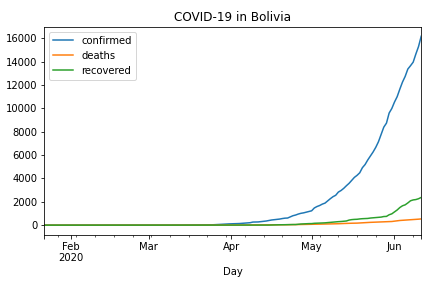 COVID-19 in Bolivia
confirmed
deaths
recovered
16000
14000
12000
10000
8000
6000
4000
2000
0
Feb Mar Apr May Jun
2020
Day